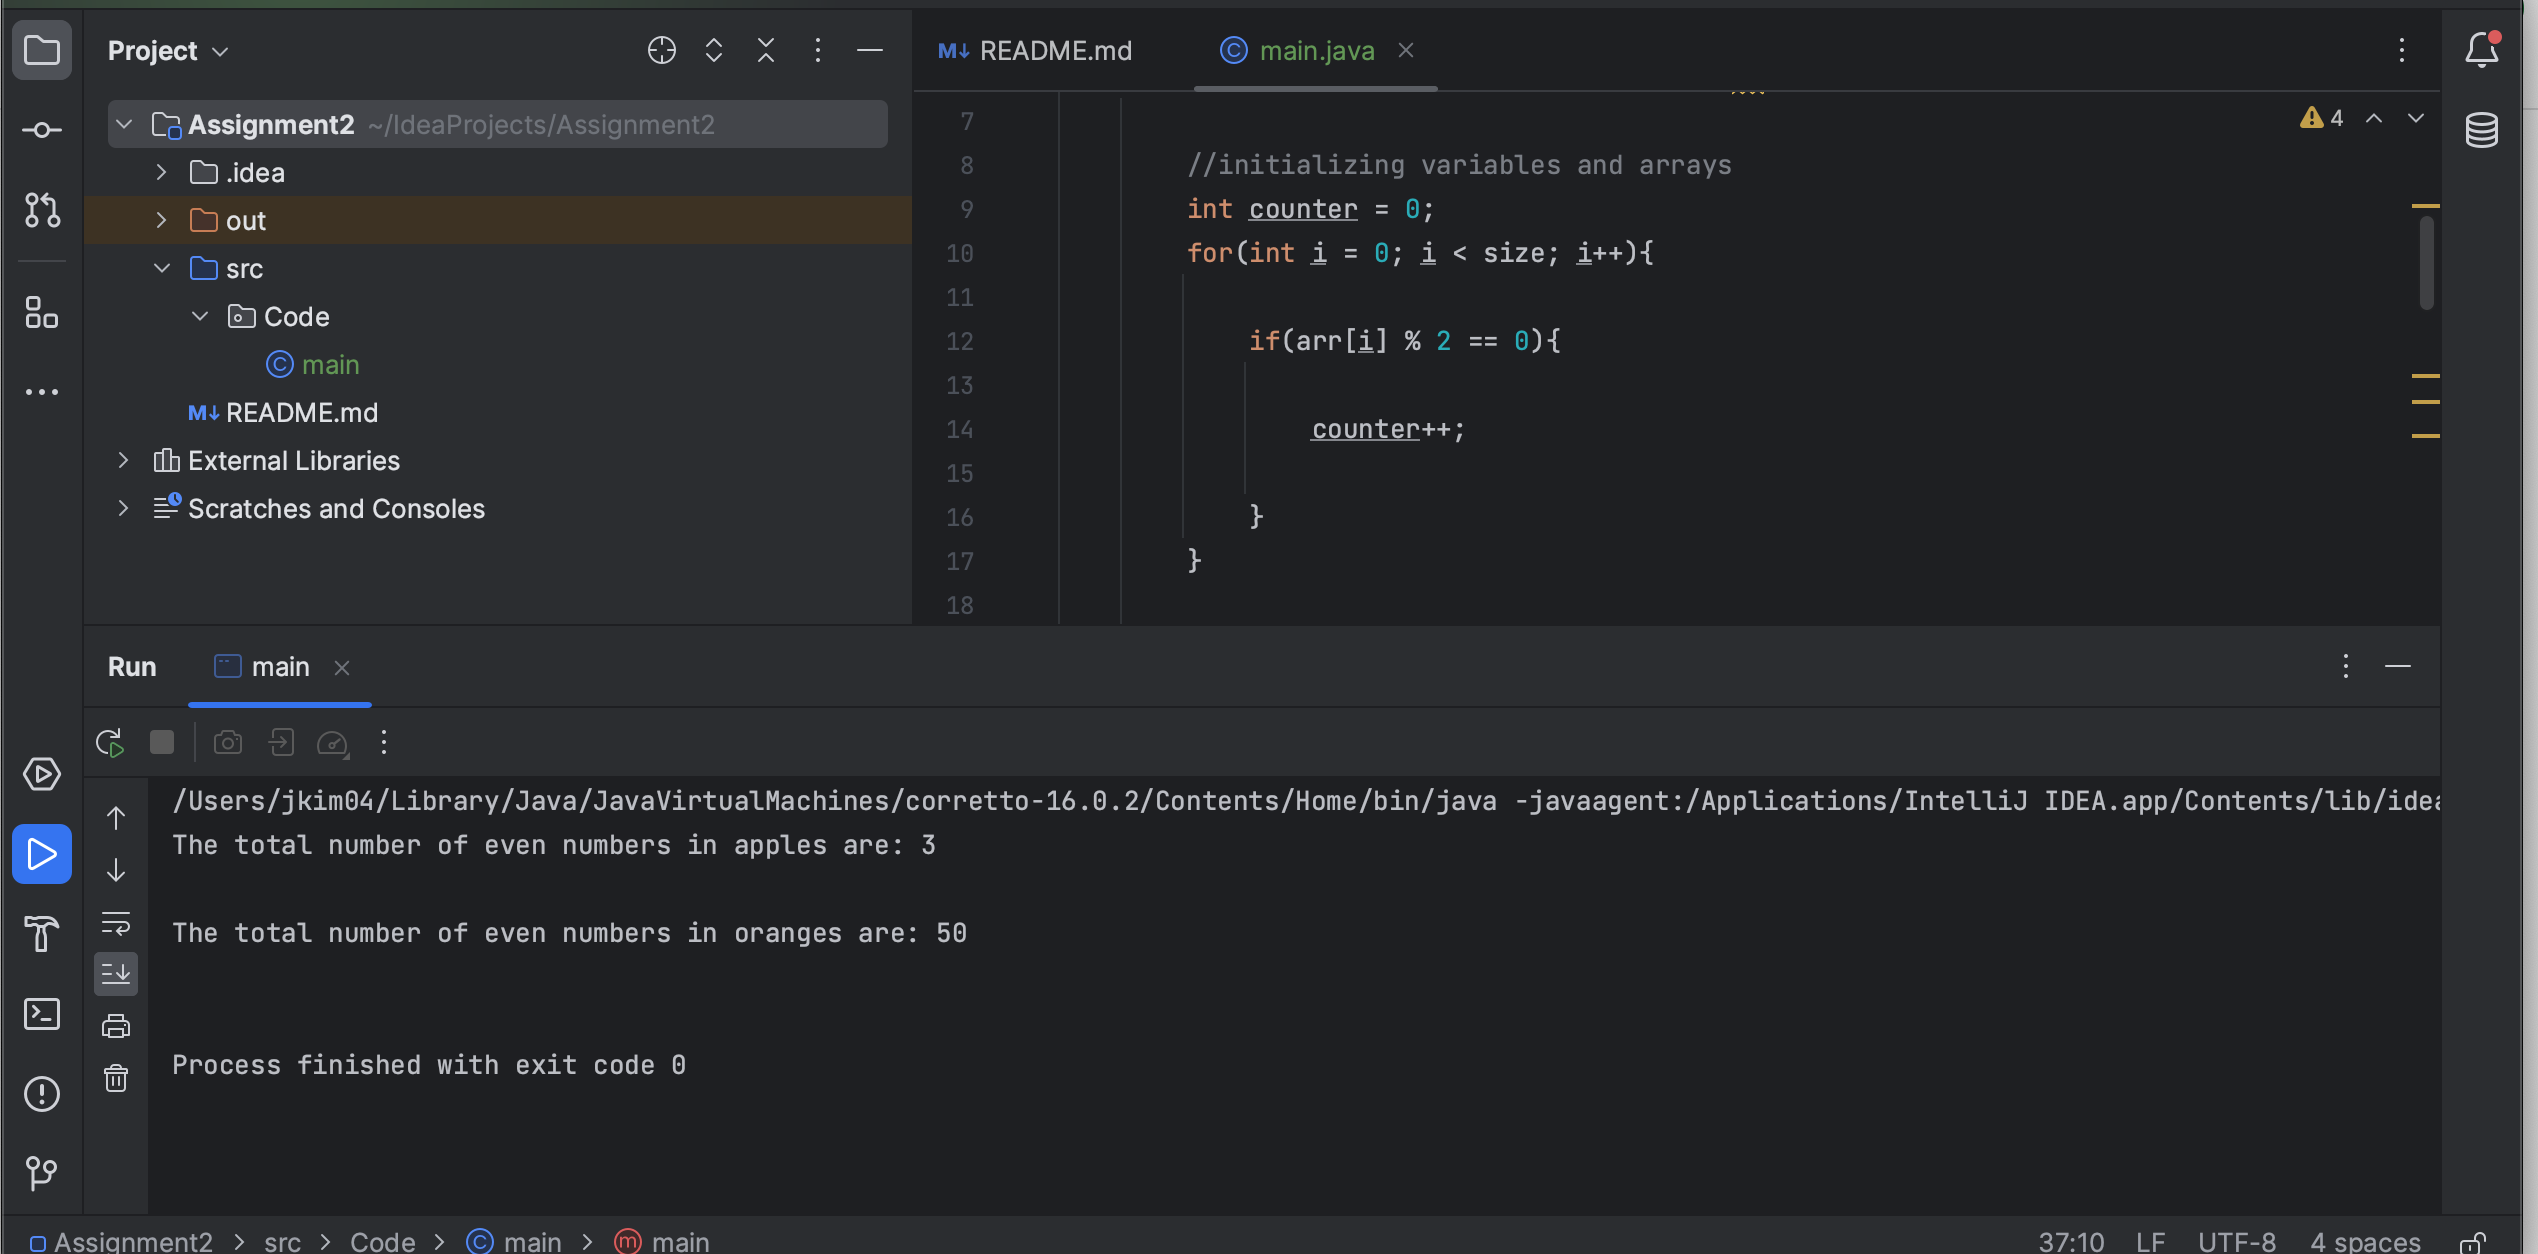 Project
Assignment2 ~/IdeaProjects/Assignment2
.idea
out
src
Code
main
README.md
External Libraries
Scratches and Consoles
README.md
main.java
4
7
8 //initializing variables and arrays
9 int counter = 0;
10 for(int i = 0; i < size; i++){
11
12 if(arr[i] % 2 == 0){
13
14 counter++;
15
16 }
17 }
18
Run main
/Users/jkim04/Library/Java/JavaVirtualMachines/corretto-16.0.2/Contents/Home/bin/java -javaagent:/Applications/IntelliJ IDEA.app/Contents/lib/idea
The total number of even numbers in apples are: 3
The total number of even numbers in oranges are: 50
Process finished with exit code 0
Assignment2 > src > Code > main > main
37:10 LF UTF-8 4 spaces